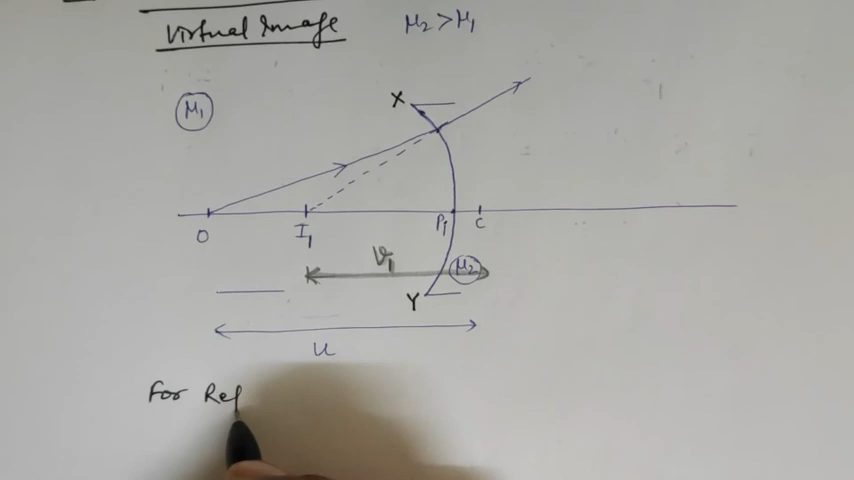 Virtual Image μ₂ > μ₁
μ₁
X
O I₁ P₁ C
v₁ μ₂
Y
u
For Ref